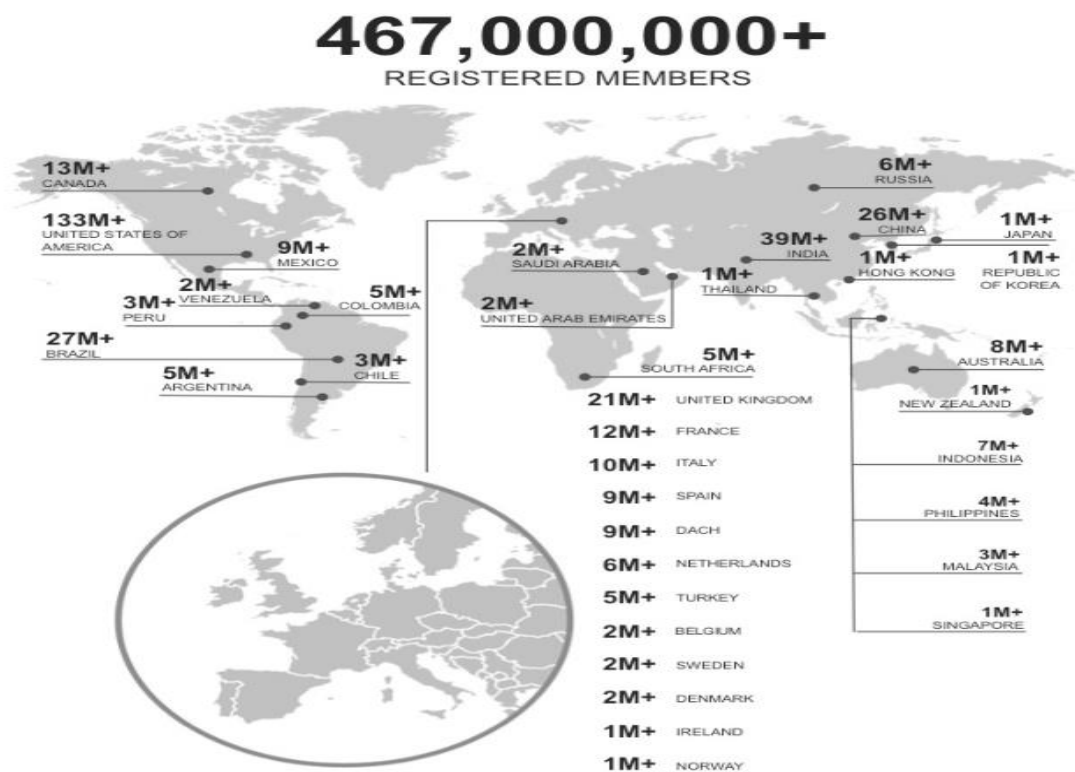 467,000,000+
REGISTERED MEMBERS
13M+
CANADA
133M+
UNITED STATES OF
AMERICA
9M+
MEXICO
2M+
VENEZUELA
3M+
PERU
5M+
COLOMBIA
27M+
BRAZIL
3M+
CHILE
5M+
ARGENTINA
6M+
RUSSIA
26M+
CHINA
1M+
JAPAN
39M+
INDIA
2M+
SAUDI ARABIA
1M+
HONG KONG
1M+
REPUBLIC
OF KOREA
1M+
THAILAND
2M+
UNITED ARAB EMIRATES
5M+
SOUTH AFRICA
8M+
AUSTRALIA
1M+
NEW ZEALAND
21M+ UNITED KINGDOM
12M+ FRANCE
10M+ ITALY
9M+ SPAIN
9M+ DACH
6M+ NETHERLANDS
5M+ TURKEY
2M+ BELGIUM
2M+ SWEDEN
2M+ DENMARK
1M+ IRELAND
1M+ NORWAY
7M+
INDONESIA
4M+
PHILIPPINES
3M+
MALAYSIA
1M+
SINGAPORE